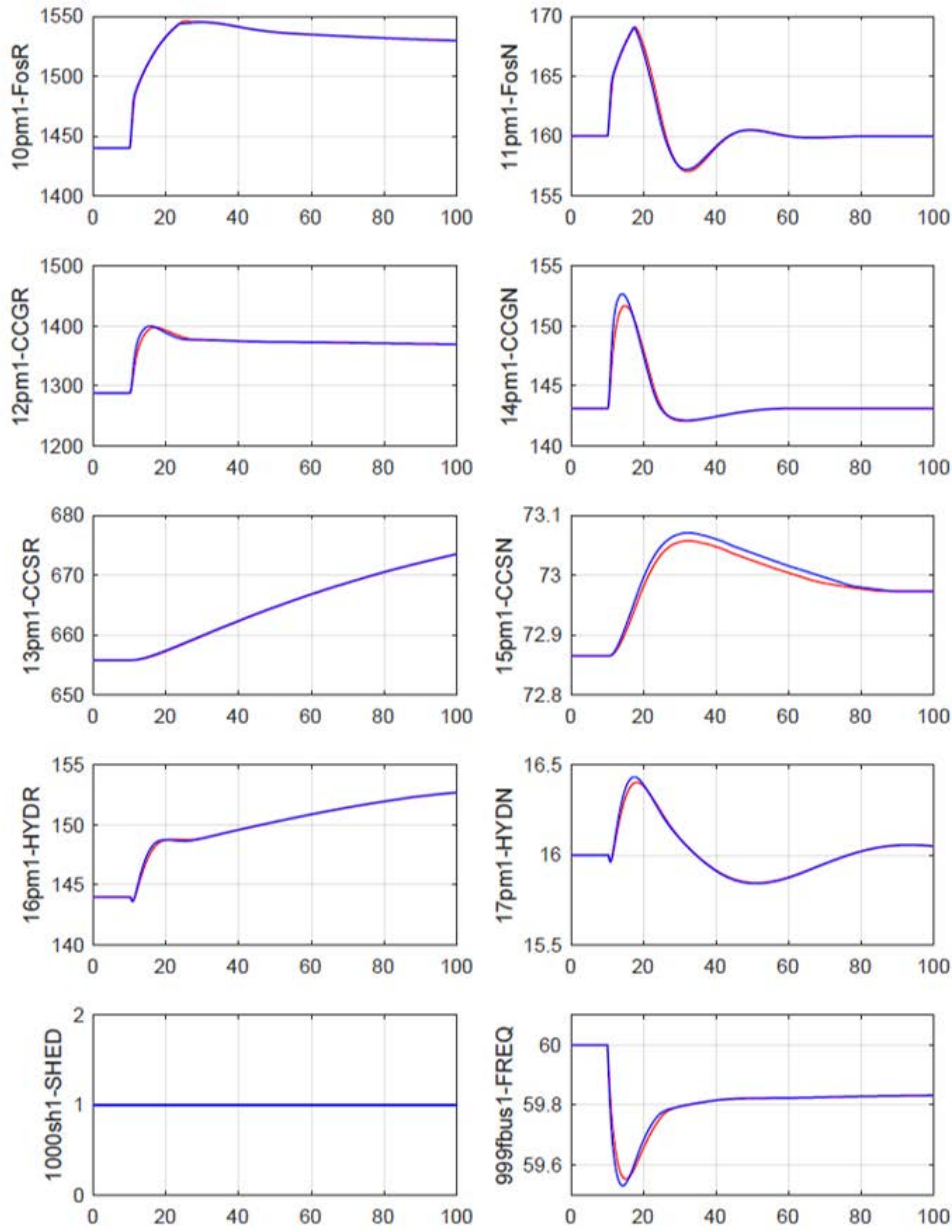 1550
1500
1450
1400
10pm1-FosR
0 20 40 60 80 100
170
165
160
155
11pm1-FosN
0 20 40 60 80 100
1500
1400
1300
1200
12pm1-CCGR
0 20 40 60 80 100
155
150
145
140
14pm1-CCGN
0 20 40 60 80 100
680
670
660
650
13pm1-CCSR
0 20 40 60 80 100
73.1
73
72.9
72.8
15pm1-CCSN
0 20 40 60 80 100
155
150
145
140
16pm1-HYDR
0 20 40 60 80 100
16.5
16
15.5
17pm1-HYDN
0 20 40 60 80 100
2
1
0
1000sh1-SHED
0 20 40 60 80 100
60
59.8
59.6
999fbus1-FREQ
0 20 40 60 80 100